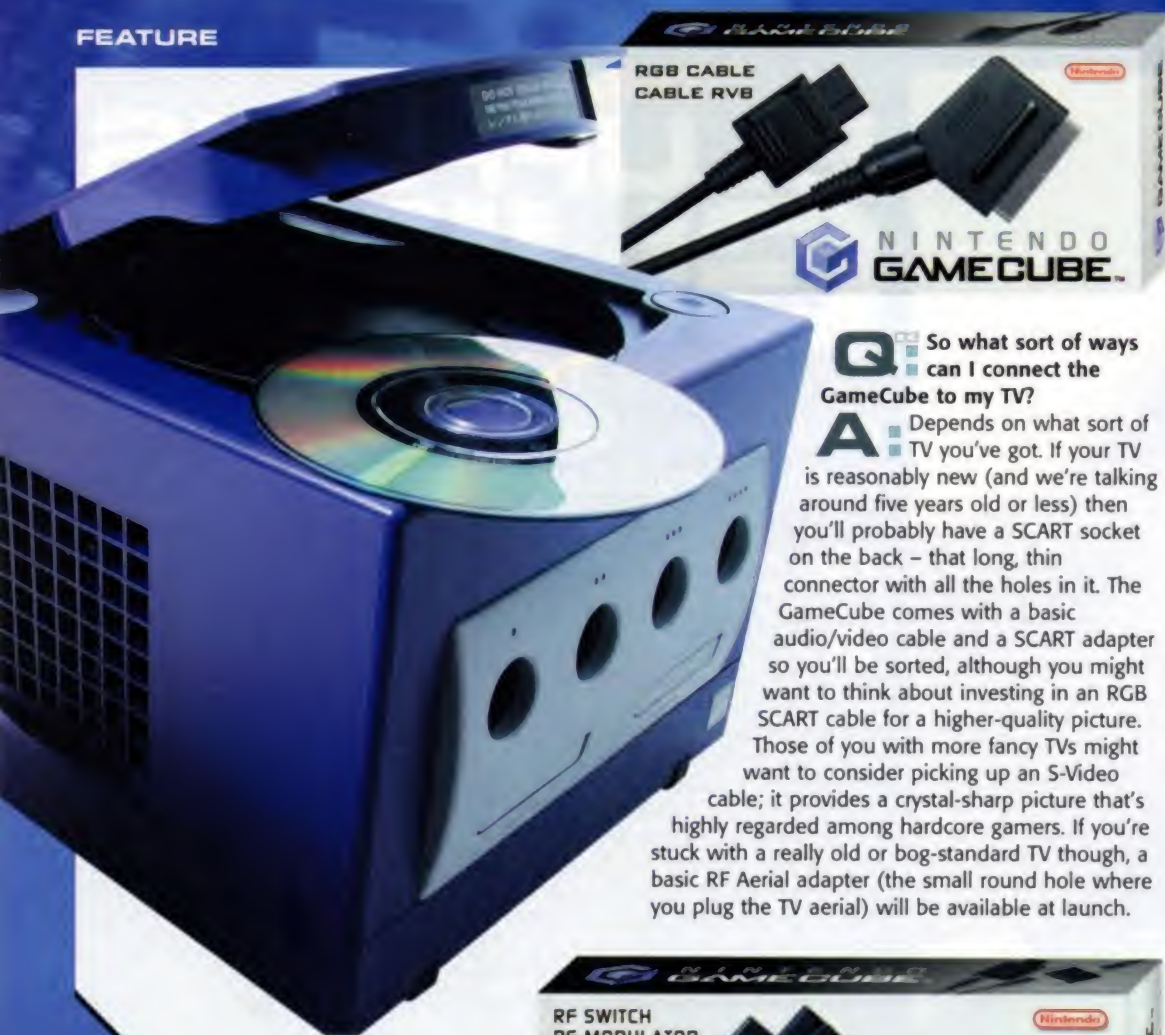 FEATURE
NINTENDO GAMECUBE
RGB CABLE
CABLE RVB
Nintendo
GAMECUBE
NINTENDO
GAMECUBE™
Q: So what sort of ways
can I connect the
GameCube to my TV?
A: Depends on what sort of
TV you've got. If your TV
is reasonably new (and we're talking
around five years old or less) then
you'll probably have a SCART socket
on the back – that long, thin
connector with all the holes in it. The
GameCube comes with a basic
audio/video cable and a SCART adapter
so you'll be sorted, although you might
want to think about investing in an RGB
SCART cable for a higher-quality picture.
Those of you with more fancy TVs might
want to consider picking up an S-Video
cable; it provides a crystal-sharp picture that's
highly regarded among hardcore gamers. If you're
stuck with a really old or bog-standard TV though, a
basic RF Aerial adapter (the small round hole where
you plug the TV aerial) will be available at launch.
NINTENDO GAMECUBE™
RF SWITCH
RF MODULATOR
Nintendo